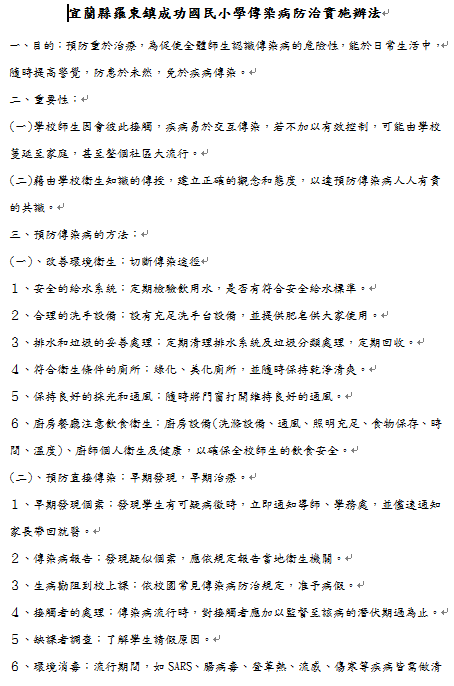 宜蘭縣羅東鎮成功國民小學傳染病防治實施辦法
一、目的：預防重於治療，為促使全體師生認識傳染病的危險性，能於日常生活中，
隨時提高警覺，防患於未然，免於疾病傳染。
二、重要性：
(一)學校師生因會彼此接觸，疾病易於交互傳染，若不加以有效控制，可能由學校
蔓延至家庭，甚至整個社區大流行。
(二)藉由學校衛生知識的傳授，建立正確的觀念和態度，以達預防傳染病人人有責
的共識。
三、預防傳染病的方法：
(一)、改善環境衛生：切斷傳染途徑
１、安全的給水系統：定期檢驗飲用水，是否有符合安全給水標準。
２、合理的洗手設備：設有充足洗手台設備，並提供肥皂供大家使用。
３、排水和垃圾的妥善處理：定期清理排水系統及垃圾分類處理，定期回收。
４、符合衛生條件的廁所：綠化、美化廁所，並隨時保持乾淨清爽。
５、保持良好的採光和通風：隨時將門窗打開維持良好的通風。
６、廚房餐廳注意飲食衛生：廚房設備(洗滌設備、通風、照明充足、食物保存、時
間、溫度)、廚師個人衛生及健康，以確保全校師生的飲食安全。
(二)、預防直接傳染：早期發現，早期治療。
１、早期發現個案：發現學生有可疑病徵時，立即通知導師、學務處，並儘速通知
家長帶回就醫。
２、傳染病報告：發現疑似個案，應依規定報告當地衛生機關。
３、生病勸阻到校上課：依校園常見傳染病防治規定，准予病假。
４、接觸者的處理：傳染病流行時，對接觸者應加以監督至該病的潛伏期過為止。
５、缺課者調查：了解學生請假原因。
６、環境消毒：流行期間，如 SARS、腸病毒、登革熱、流感、傷寒等疾病皆需做清